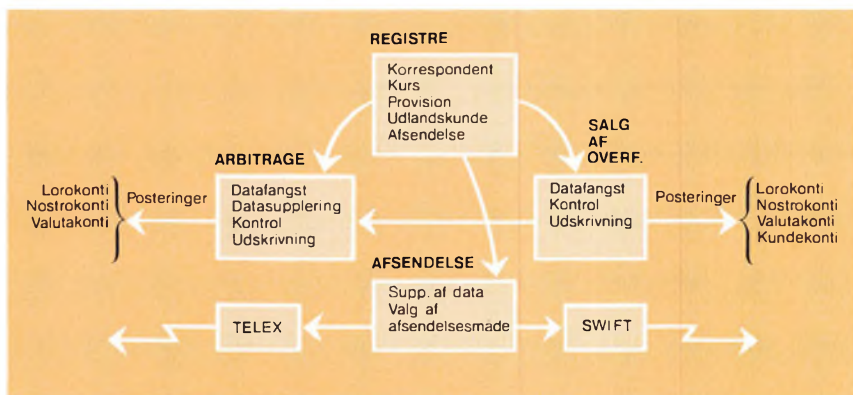 REGISTRE
Korrespondent
Kurs
Provision
Udlandskunde
Afsendelse
SALG
AF
OVERF.
ARBITRAGE
Datafangst
Datasupplering
Kontrol
Udskrivning
Lorokonti
Nostrokonti
Valutakonti
Posteringer
Datafangst
Kontrol
Udskrivning
Posteringer
Lorokonti
Nostrokonti
Valutakonti
Kundekonti
AFSENDELSE
Supp. af data
Valg af
afsendelsesmade
TELEX
SWIFT